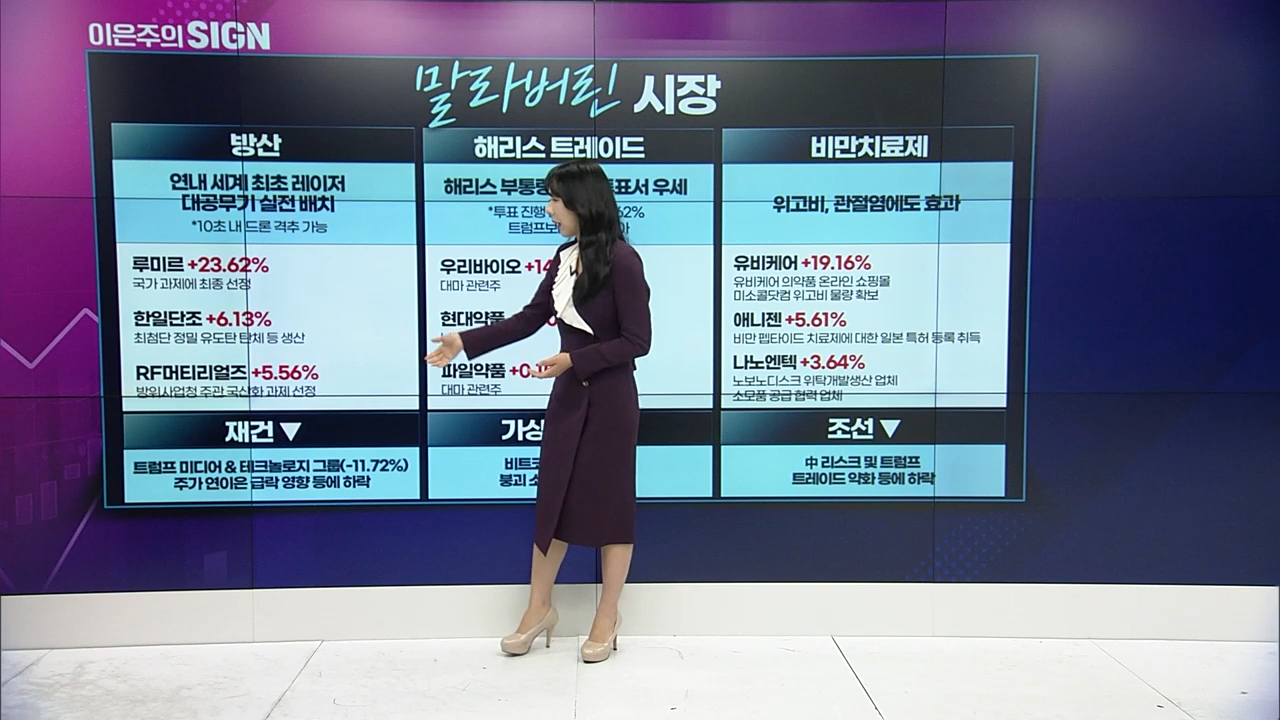 이은주의 SIGN
말라버린 시장
방산
연내 세계 최초 레이저
대공무기 실전 배치
*10초 내 드론 격추 가능
루미르 +23.62%
국가 과제에 최종 선정
한일단조 +6.13%
최첨단 정밀 유도탄 탄체 등 생산
RF머티리얼즈 +5.56%
방위사업청 주관 국산화 과제 선정
해리스 트레이드
해리스 우세
*투표 62%
우리바이오
대마 관련주
현대약품
파일약품
대마 관련주
비만치료제
위고비, 관절염에도 효과
유비케어 +19.16%
유비케어 의약품 온라인 쇼핑몰
미소콜닷컴 위고비 물량 확보
애니젠 +5.61%
비만 펩타이드 치료제에 대한 일본 특허 등록 취득
나노엔텍 +3.64%
노보노디스크 위탁개발생산 업체
소모품 공급 협력 업체
재건 ▼
트럼프 미디어 & 테크놀로지 그룹(-11.72%)
주가 연이은 급락 영향 등에 하락
붕괴
조선 ▼
中 리스크 및 트럼프
트레이드 약화 등에 하락